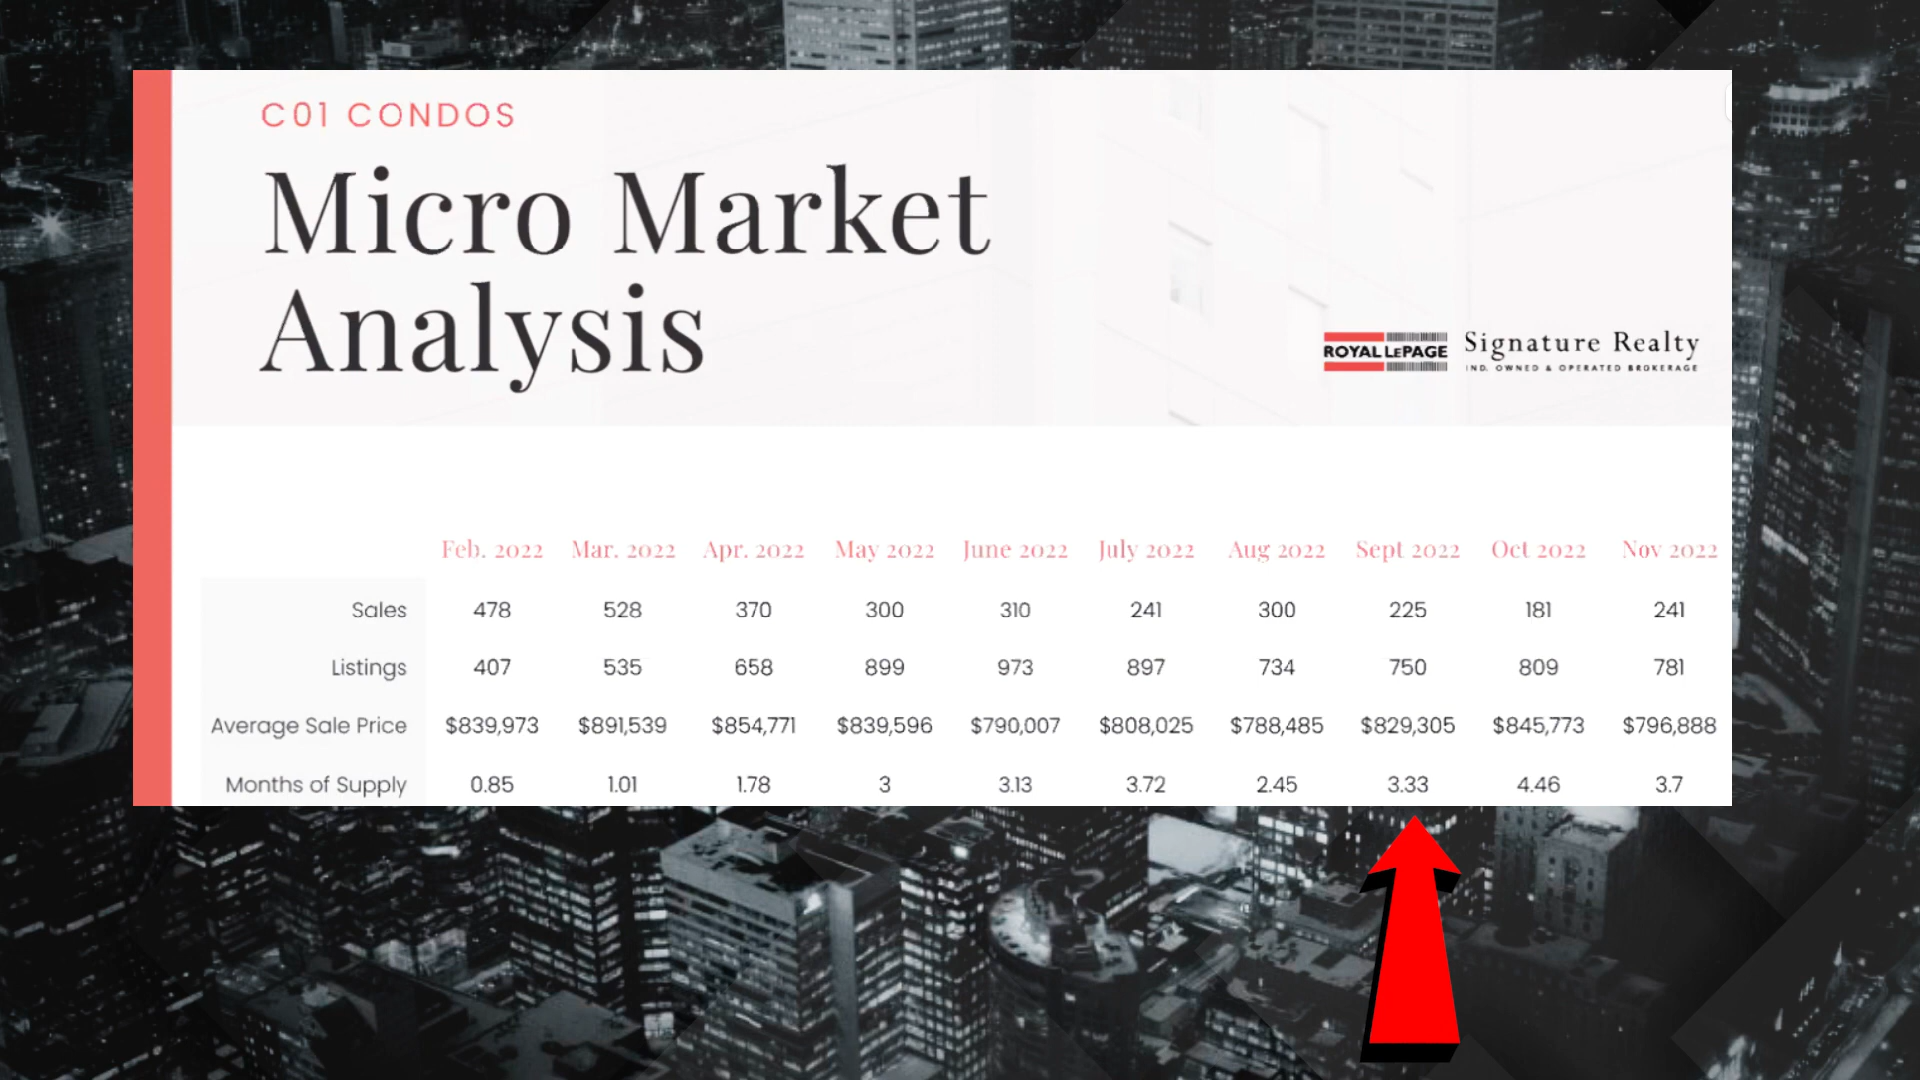 C01 CONDOS
Micro Market
Analysis
ROYAL LEPAGE
Signature Realty
IND. OWNED & OPERATED BROKERAGE
Feb. 2022 Mar. 2022 Apr. 2022 May 2022 June 2022 July 2022 Aug 2022 Sept 2022 Oct 2022 Nov 2022
Sales 478 528 370 300 310 241 300 225 181 241
Listings 407 535 658 899 973 897 734 750 809 781
Average Sale Price $839,973 $891,539 $854,771 $839,596 $790,007 $808,025 $788,485 $829,305 $845,773 $796,888
Months of Supply 0.85 1.01 1.78 3 3.13 3.72 2.45 3.33 4.46 3.7